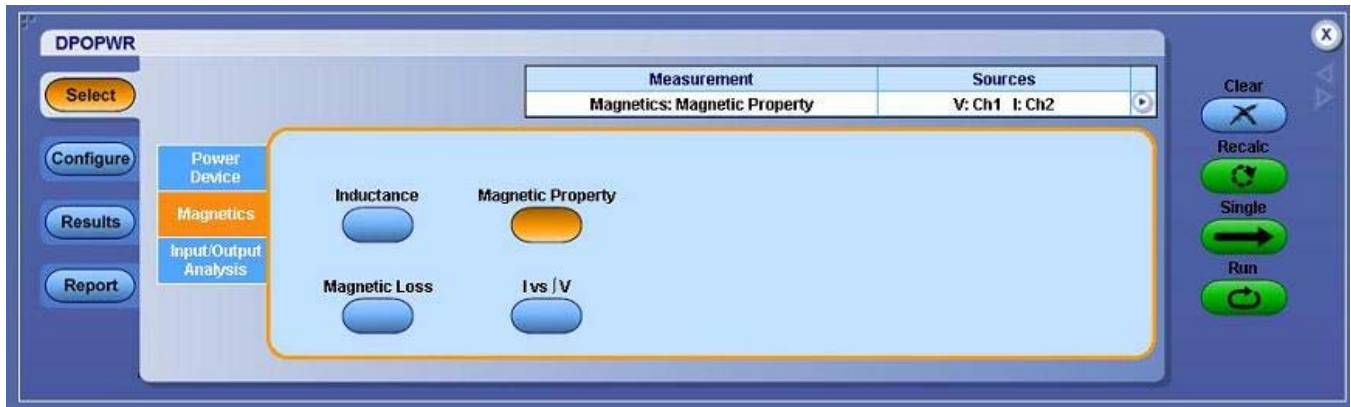 DPOPWR
Select
Configure
Results
Report
Measurement Sources
Magnetics: Magnetic Property V: Ch1 I: Ch2
Power
Device
Magnetics
Input/Output
Analysis
Inductance Magnetic Property
Magnetic Loss I vs ∫V
X
Clear
Recalc
Single
Run